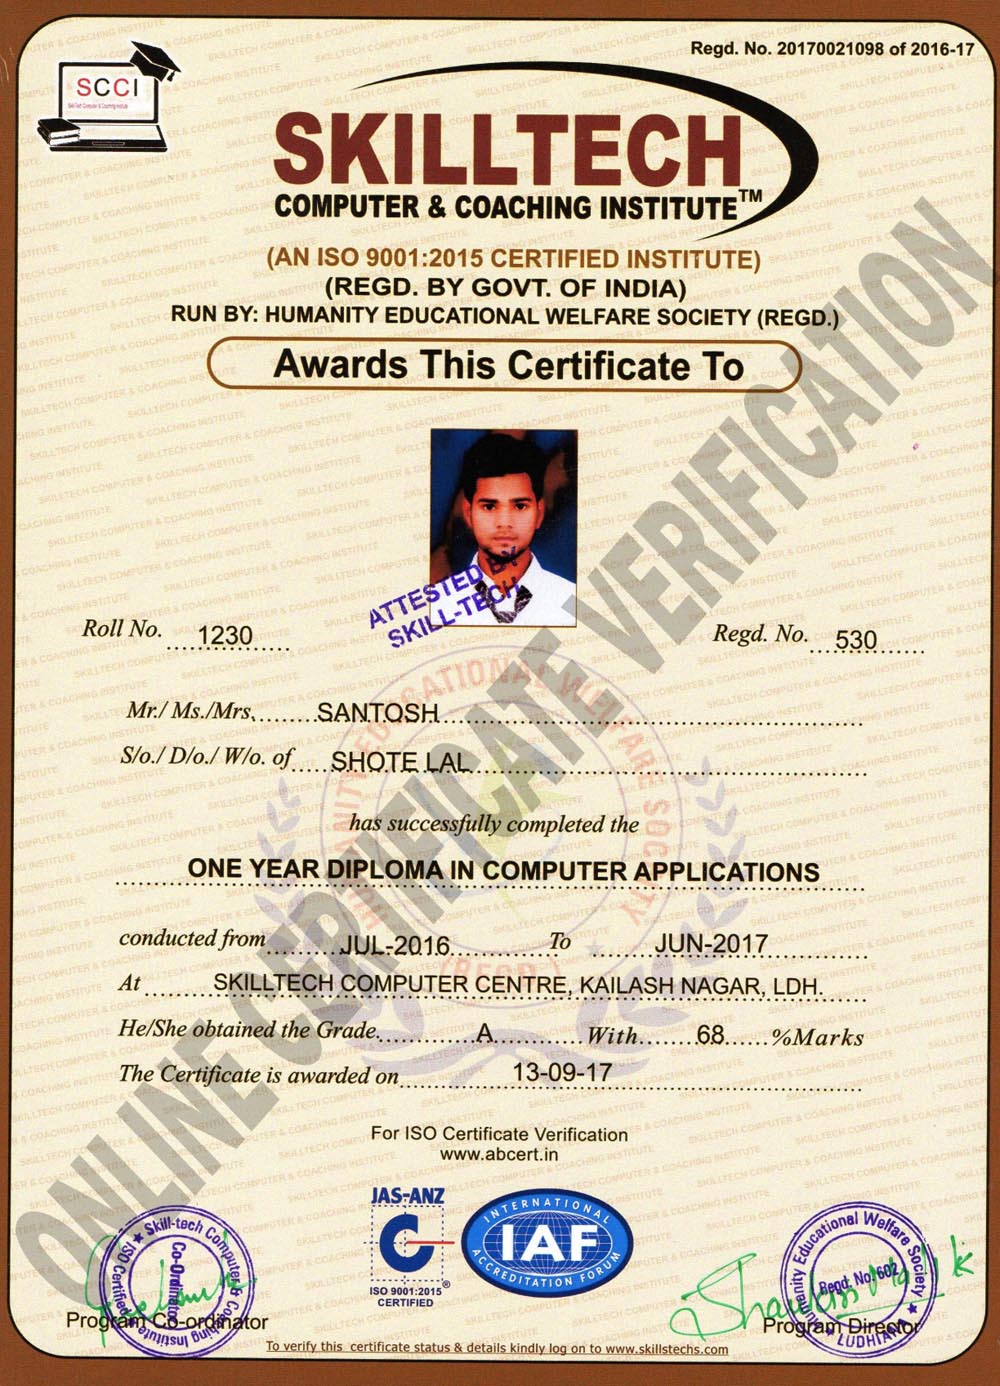 Regd. No. 20170021098 of 2016-17
SCCI
SKILLTECH
COMPUTER & COACHING INSTITUTE™
(AN ISO 9001:2015 CERTIFIED INSTITUTE)
(REGD. BY GOVT. OF INDIA)
RUN BY: HUMANITY EDUCATIONAL WELFARE SOCIETY (REGD.)
Awards This Certificate To
ATTESTED BY
SKILL-TECH
Roll No. 1230
Regd. No. 530
Mr./ Ms./Mrs. SANTOSH
S/o./ D/o./ W/o. of SHOTE LAL
has successfully completed the
ONE YEAR DIPLOMA IN COMPUTER APPLICATIONS
conducted from JUL-2016 To JUN-2017
At SKILLTECH COMPUTER CENTRE, KAILASH NAGAR, LDH.
He/She obtained the Grade A With 68 %Marks
The Certificate is awarded on 13-09-17
ONLINE CERTIFICATE VERIFICATION
HUMANITY EDUCATIONAL WELFARE SOCIETY
(REGD.)
For ISO Certificate Verification
www.abcert.in
JAS-ANZ
®
ISO 9001:2015
CERTIFIED
INTERNATIONAL
IAF
ACCREDITATION FORUM
Skill-tech Computer & Coaching Institute
Co-Ordinator
Program Co-ordinator
Humanity Educational Welfare Society
Regd. No. 602
LUDHIANA
Program Director
To verify this certificate status & details kindly log on to www.skillstechs.com